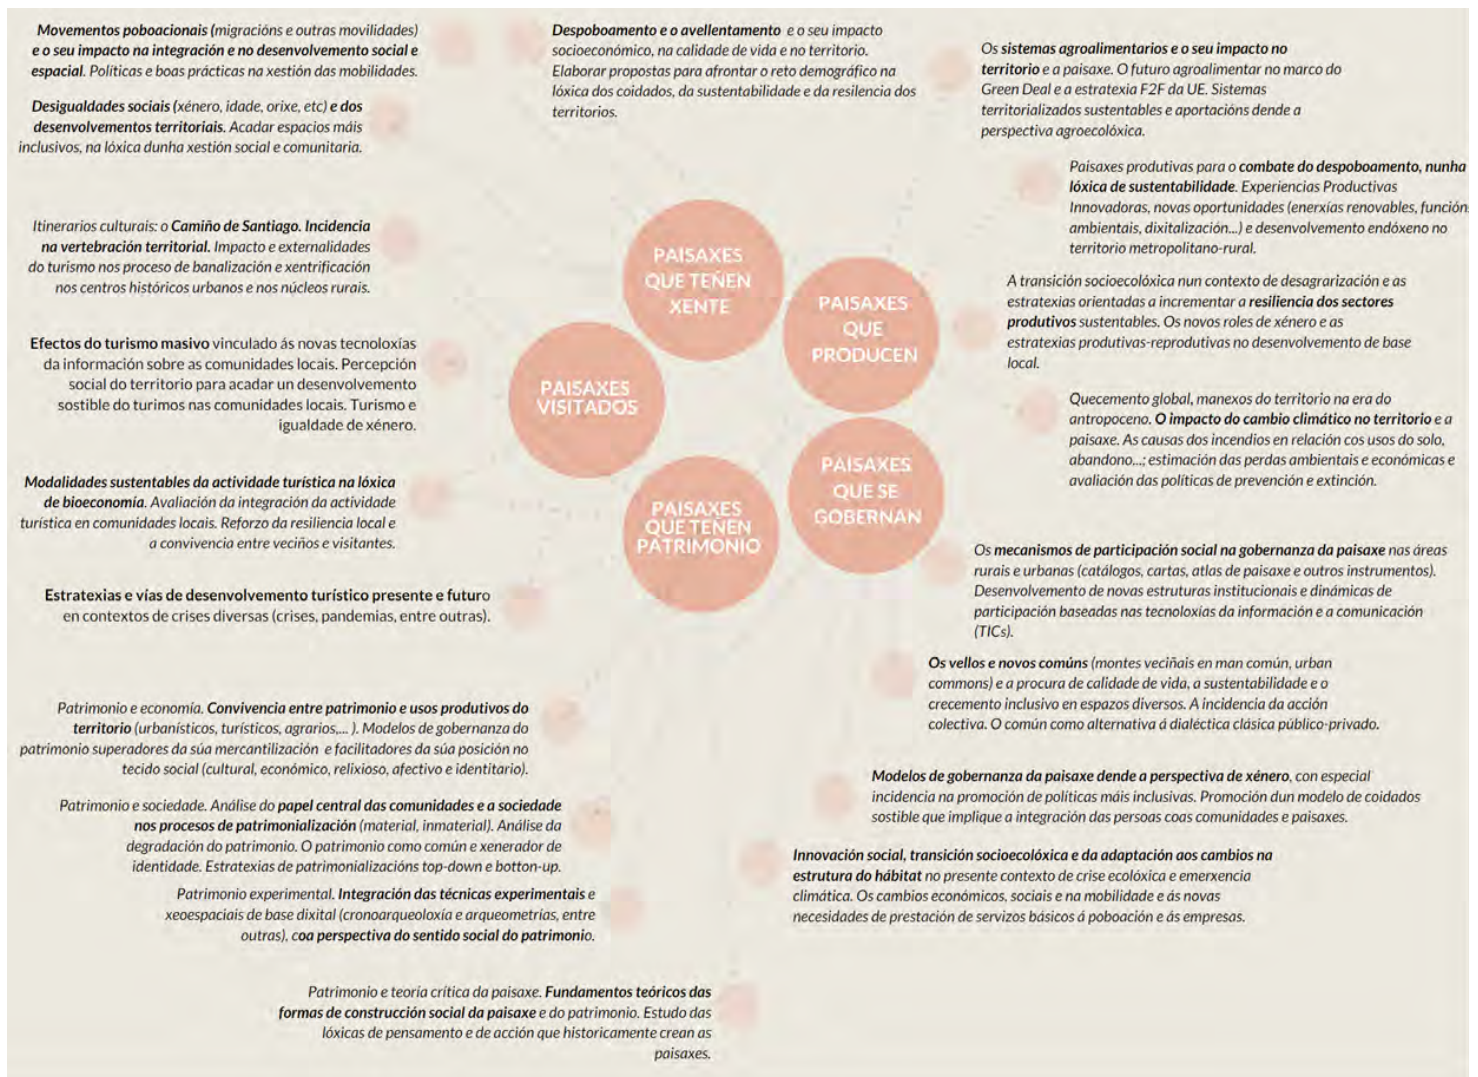 Movementos poboacionais (migracións e outras movilidades)
e o seu impacto na integración e no desenvolvemento social e
espacial. Políticas e boas prácticas na xestión das mobilidades.
Desigualdades sociais (xénero, idade, orixe, etc) e dos
desenvolvementos territoriais. Acadar espacios máis
inclusivos, na lóxica dunha xestión social e comunitaria.
Itinerarios culturais: o Camiño de Santiago. Incidencia
na vertebración territorial. Impacto e externalidades
do turismo nos proceso de banalización e xentrificación
nos centros históricos urbanos e nos núcleos rurais.
Efectos do turismo masivo vinculado ás novas tecnoloxías
da información sobre as comunidades locais. Percepción
social do territorio para acadar un desenvolvemento
sostible do turimos nas comunidades locais. Turismo e
igualdade de xénero.
Modalidades sustentables da actividade turística na lóxica
de bioeconomía. Avaliación da integración da actividade
turística en comunidades locais. Reforzo da resiliencia local e
a convivencia entre veciños e visitantes.
Estratexias e vías de desenvolvemento turístico presente e futuro
en contextos de crises diversas (crises, pandemias, entre outras).
Patrimonio e economía. Convivencia entre patrimonio e usos produtivos do
territorio (urbanísticos, turísticos, agrarios,... ). Modelos de gobernanza do
patrimonio superadores da súa mercantilización e facilitadores da súa posición no
tecido social (cultural, económico, relixioso, afectivo e identitario).
Patrimonio e sociedade. Análise do papel central das comunidades e a sociedade
nos procesos de patrimonialización (material, inmaterial). Análise da
degradación do patrimonio. O patrimonio como común e xenerador de
identidade. Estratexias de patrimonializacións top-down e botton-up.
Patrimonio experimental. Integración das técnicas experimentais e
xeoespaciais de base dixital (cronoarqueoloxía e arqueometrías, entre
outras), coa perspectiva do sentido social do patrimonio.
Patrimonio e teoría crítica da paisaxe. Fundamentos teóricos das
formas de construcción social da paisaxe e do patrimonio. Estudo das
lóxicas de pensamento e de acción que historicamente crean as
paisaxes.
Despoboamento e o avellentamento e o seu impacto
socioeconómico, na calidade de vida e no territorio.
Elaborar propostas para afrontar o reto demográfico na
lóxica dos coidados, da sustentabilidade e da resilencia dos
territorios.
PAISAXES
QUE TEÑEN
XENTE
PAISAXES
QUE
PRODUCEN
PAISAXES
VISITADOS
PAISAXES
QUE SE
GOBERNAN
PAISAXES
QUE TEÑEN
PATRIMONIO
Os sistemas agroalimentarios e o seu impacto no
territorio e a paisaxe. O futuro agroalimentar no marco do
Green Deal e a estratexia F2F da UE. Sistemas
territorializados sustentables e aportacións dende a
perspectiva agroecolóxica.
Paisaxes produtivas para o combate do despoboamento, nunha
lóxica de sustentabilidade. Experiencias Productivas
Innovadoras, novas oportunidades (enerxías renovables, función
ambientais, dixitalización...) e desenvolvemento endóxeno no
territorio metropolitano-rural.
A transición socioecolóxica nun contexto de desagrarización e as
estratexias orientadas a incrementar a resiliencia dos sectores
produtivos sustentables. Os novos roles de xénero e as
estratexias produtivas-reprodutivas no desenvolvemento de base
local.
Quecemento global, manexos do territorio na era do
antropoceno. O impacto do cambio climático no territorio e a
paisaxe. As causas dos incendios en relación cos usos do solo,
abandono...; estimación das perdas ambientais e económicas e
avaliación das políticas de prevención e extinción.
Os mecanismos de participación social na gobernanza da paisaxe nas áreas
rurais e urbanas (catálogos, cartas, atlas de paisaxe e outros instrumentos).
Desenvolvemento de novas estruturas institucionais e dinámicas de
participación baseadas nas tecnoloxías da información e a comunicación
(TICs).
Os vellos e novos comúns (montes veciñais en man común, urban
commons) e a procura de calidade de vida, a sustentabilidade e o
crecemento inclusivo en espazos diversos. A incidencia da acción
colectiva. O común como alternativa á dialéctica clásica público-privado.
Modelos de gobernanza da paisaxe dende a perspectiva de xénero, con especial
incidencia na promoción de políticas máis inclusivas. Promoción dun modelo de coidados
sostible que implique a integración das persoas coas comunidades e paisaxes.
Innovación social, transición socioecolóxica e da adaptación aos cambios na
estrutura do hábitat no presente contexto de crise ecolóxica e emerxencia
climática. Os cambios económicos, sociais e na mobilidade e ás novas
necesidades de prestación de servizos básicos á poboación e ás empresas.